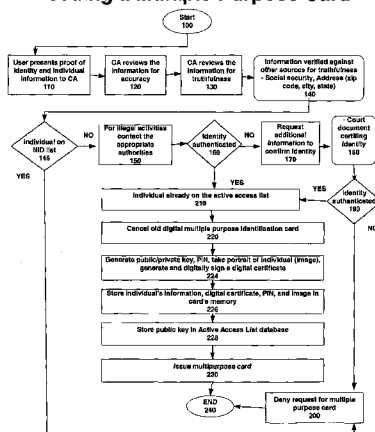 Multiple Purpose Card
Start
100
User presents proof of
identity and individual
information to CA
110
CA reviews the
information for
accuracy
120
CA reviews the
information for
truthfulness
130
Information verified against
other sources for truthfulness
- Social security, Address (zip
code, city, state)
140
Individual on
NID list
145
NO
YES
For illegal activities
contact the
appropriate
authorities
150
Identity
authenticated
160
NO
YES
Request
additional
information to
confirm identity
170
- Court
document
certifying
identity
Identity
authenticated
190
YES
NO
Individual already on the active access list
210
Cancel old digital multiple purpose identification card
220
Generate public/private key, PIN, take portrait of individual (image),
generate and digitally sign a digital certificate
224
Store individual's information, digital certificate, PIN, and image in
card's memory
226
Store public key in Active Access List database
228
Issue multipurpose card
230
END
240
Deny request for multiple
purpose card
200